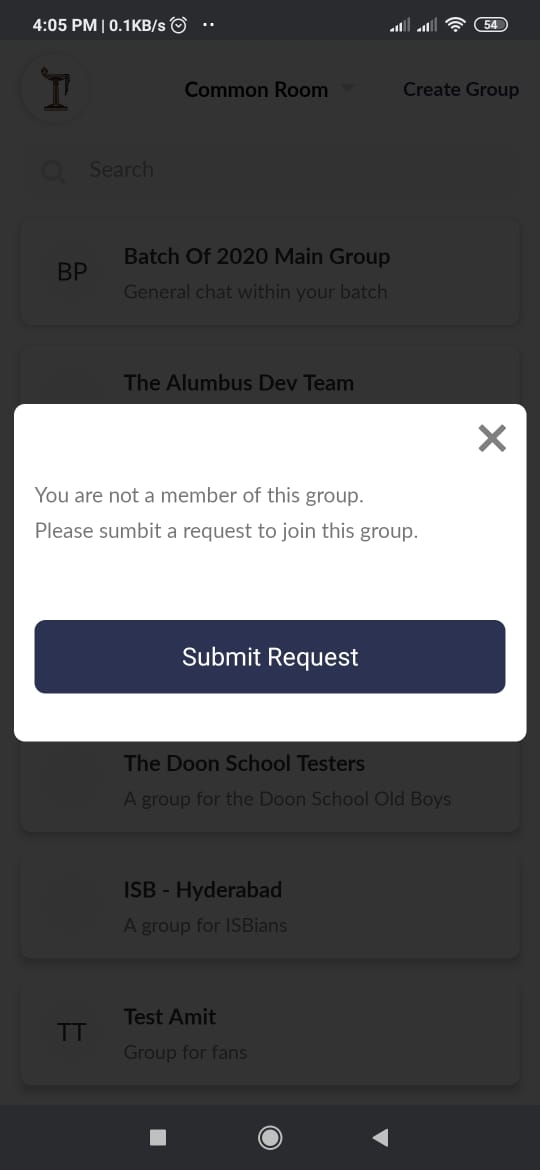 4:05 PM | 0.1KB/s
54
Common Room
Create Group
Search
BP
Batch Of 2020 Main Group
General chat within your batch
The Alumbus Dev Team
You are not a member of this group.
Please sumbit a request to join this group.
Submit Request
The Doon School Testers
A group for the Doon School Old Boys
ISB - Hyderabad
A group for ISBians
TT
Test Amit
Group for fans